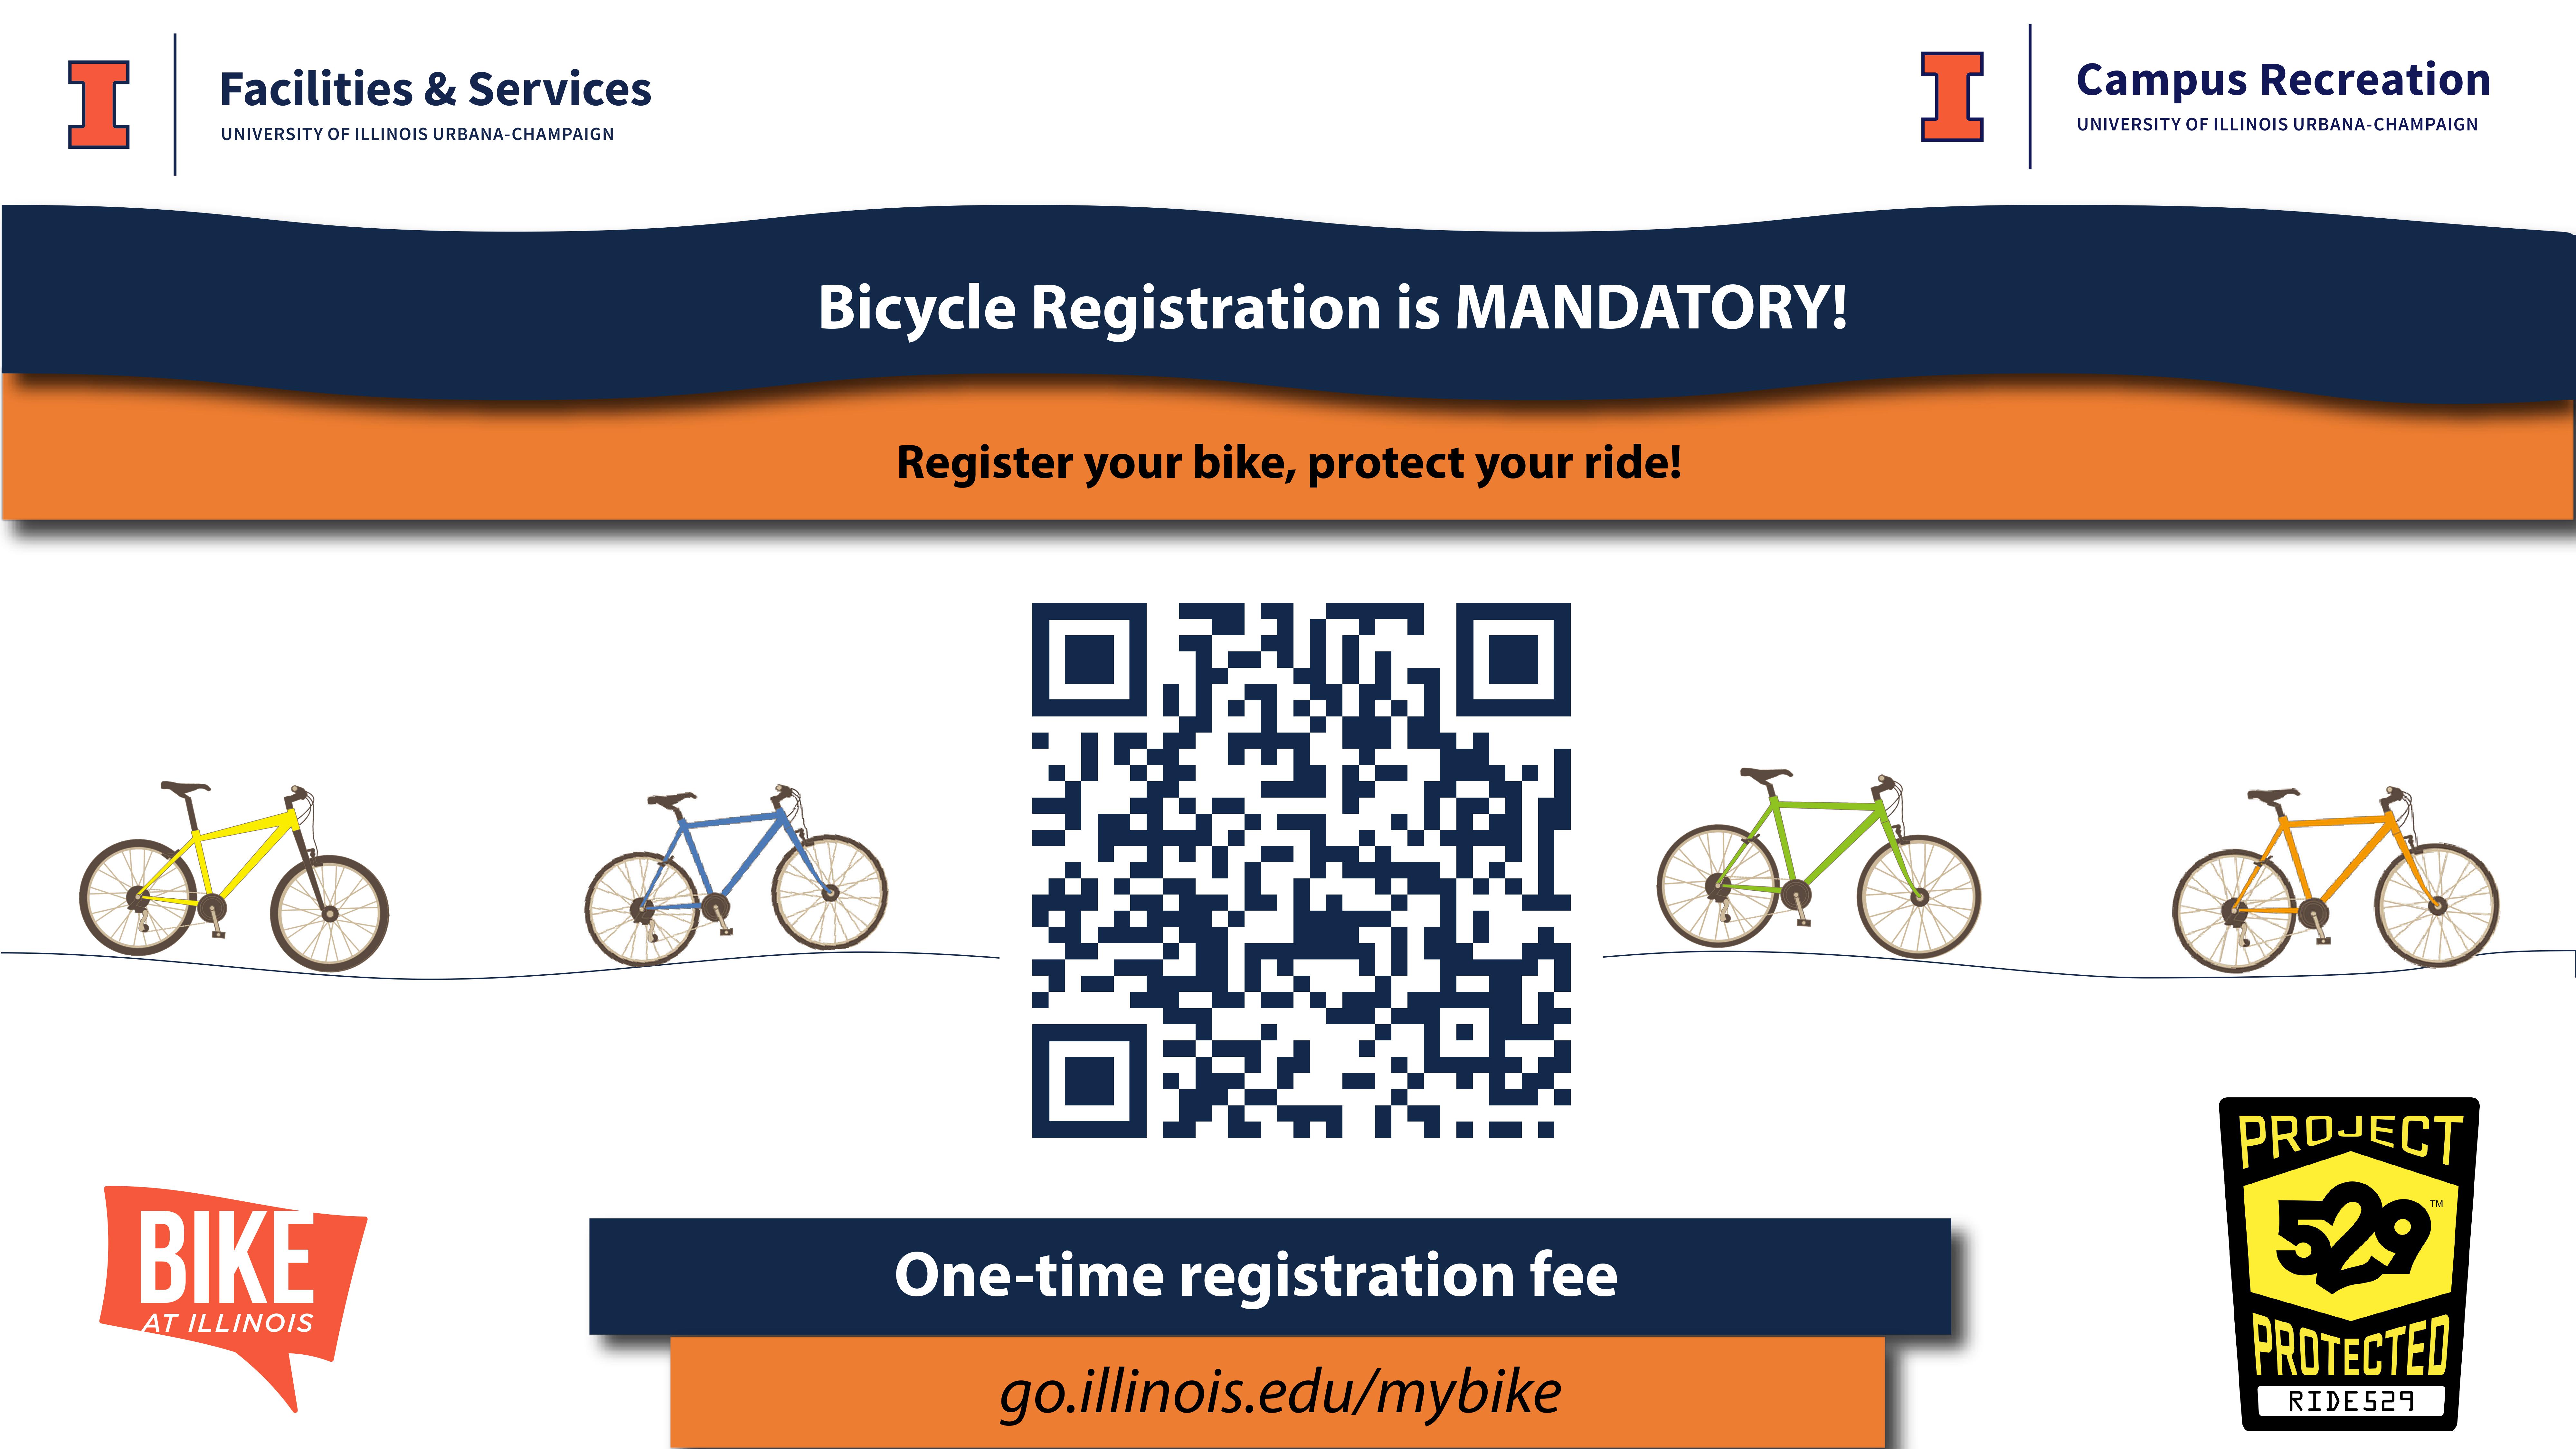 Facilities & Services
UNIVERSITY OF ILLINOIS URBANA-CHAMPAIGN
Campus Recreation
UNIVERSITY OF ILLINOIS URBANA-CHAMPAIGN
Bicycle Registration is MANDATORY!
Register your bike, protect your ride!
BIKE
AT ILLINOIS
One-time registration fee
go.illinois.edu/mybike
PROJECT
529™
PROTECTED
RIDE529